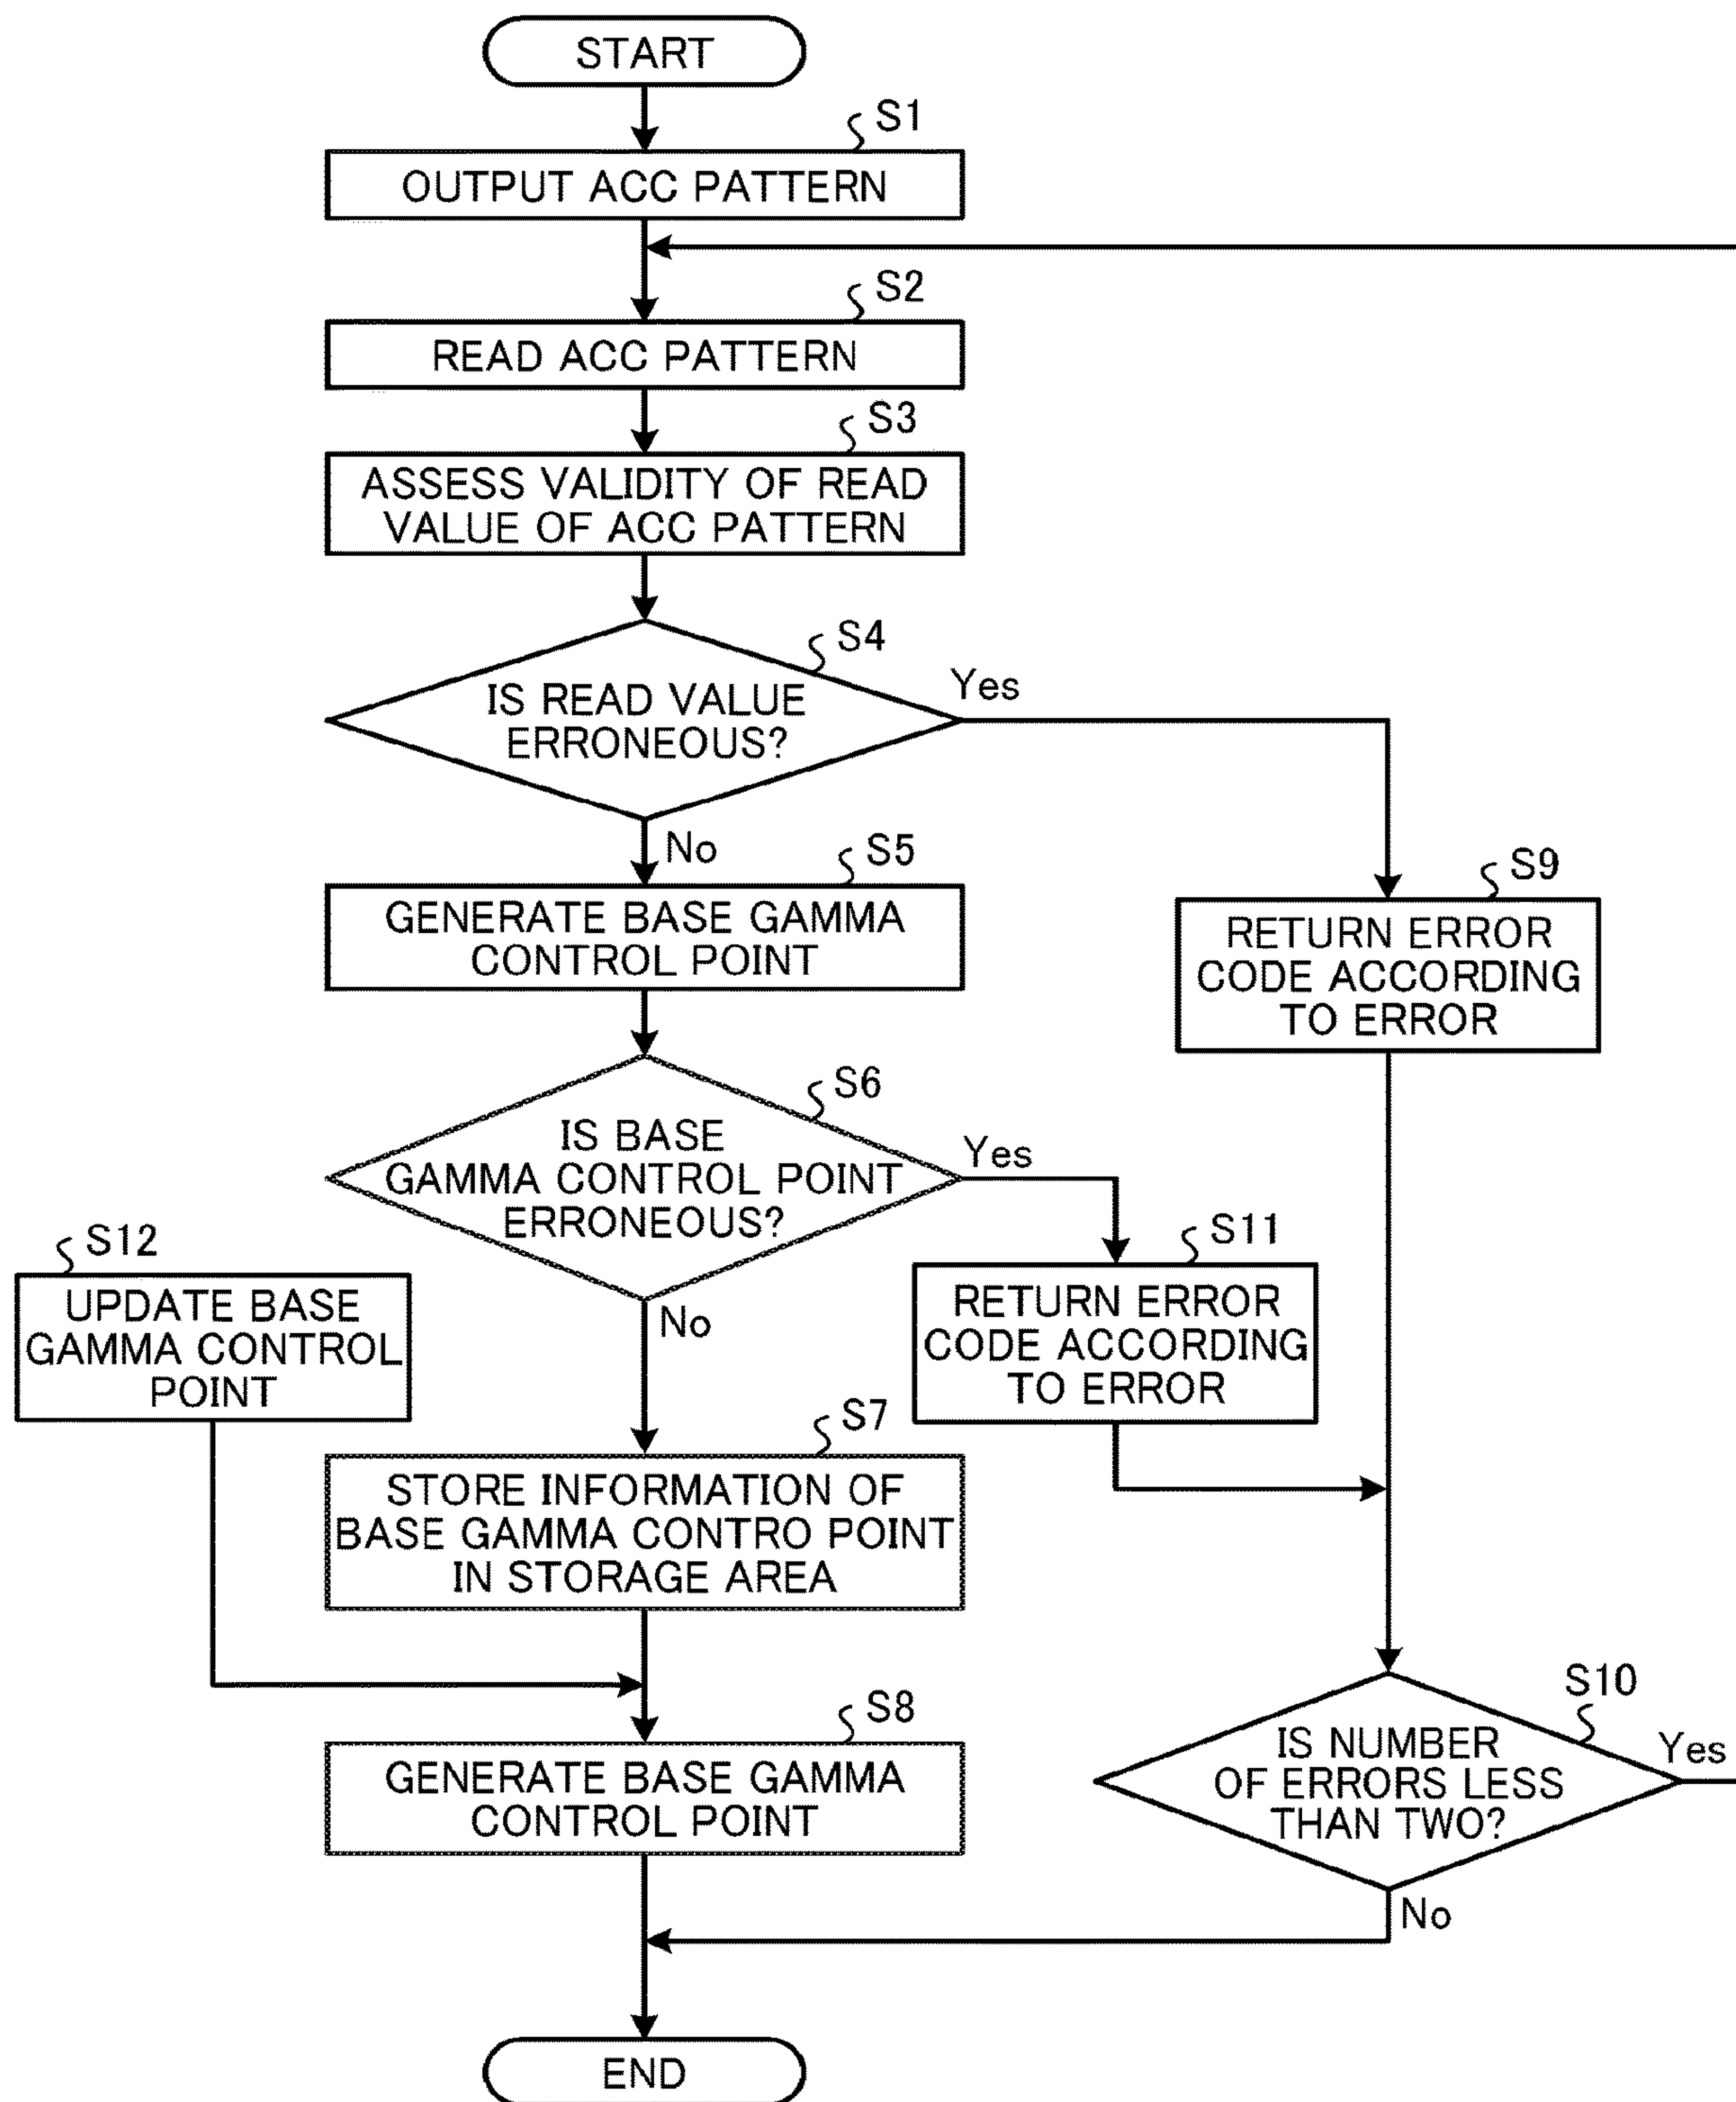 START
S1
OUTPUT ACC PATTERN
S2
READ ACC PATTERN
S3
ASSESS VALIDITY OF READ
VALUE OF ACC PATTERN
S4
IS READ VALUE
ERRONEOUS?
Yes
No
S5
GENERATE BASE GAMMA
CONTROL POINT
S9
RETURN ERROR
CODE ACCORDING
TO ERROR
S6
IS BASE
GAMMA CONTROL POINT
ERRONEOUS?
Yes
No
S11
RETURN ERROR
CODE ACCORDING
TO ERROR
S12
UPDATE BASE
GAMMA CONTROL
POINT
S7
STORE INFORMATION OF
BASE GAMMA CONTRO POINT
IN STORAGE AREA
S8
GENERATE BASE GAMMA
CONTROL POINT
S10
IS NUMBER
OF ERRORS LESS
THAN TWO?
Yes
No
END